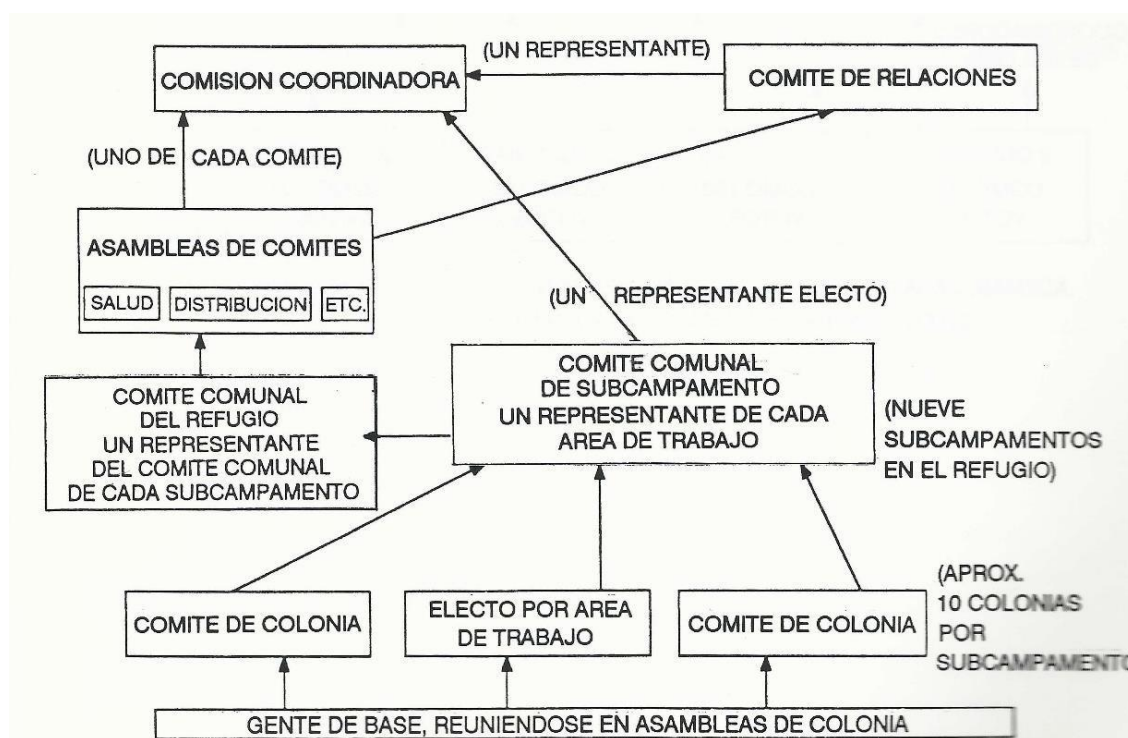 (UN REPRESENTANTE)
COMISION COORDINADORA
COMITE DE RELACIONES
(UNO DE CADA COMITE)
ASAMBLEAS DE COMITES
SALUD
DISTRIBUCION
ETC.
(UN REPRESENTANTE ELECTO)
COMITE COMUNAL
DEL REFUGIO
UN REPRESENTANTE
DEL COMITE COMUNAL
DE CADA SUBCAMPAMENTO
COMITE COMUNAL
DE SUBCAMPAMENTO
UN REPRESENTANTE DE CADA
AREA DE TRABAJO
(NUEVE
SUBCAMPAMENTOS
EN EL REFUGIO)
COMITE DE COLONIA
ELECTO POR AREA
DE TRABAJO
COMITE DE COLONIA
(APROX.
10 COLONIAS
POR
SUBCAMPAMENTO
GENTE DE BASE, REUNIENDOSE EN ASAMBLEAS DE COLONIA